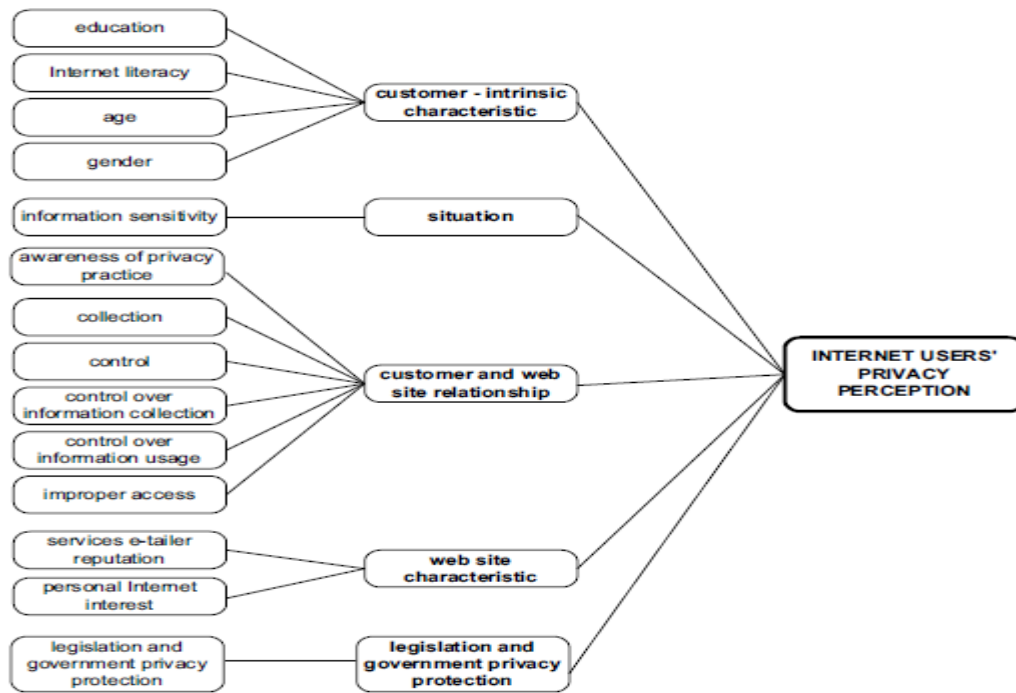 education
Internet literacy
age
gender
information sensitivity
awareness of privacy
practice
collection
control
control over
information collection
control over
information usage
improper access
services e-tailer
reputation
personal Internet
interest
legislation and
government privacy
protection
customer - intrinsic
characteristic
situation
customer and web
site relationship
web site
characteristic
legislation and
government privacy
protection
INTERNET USERS'
PRIVACY
PERCEPTION